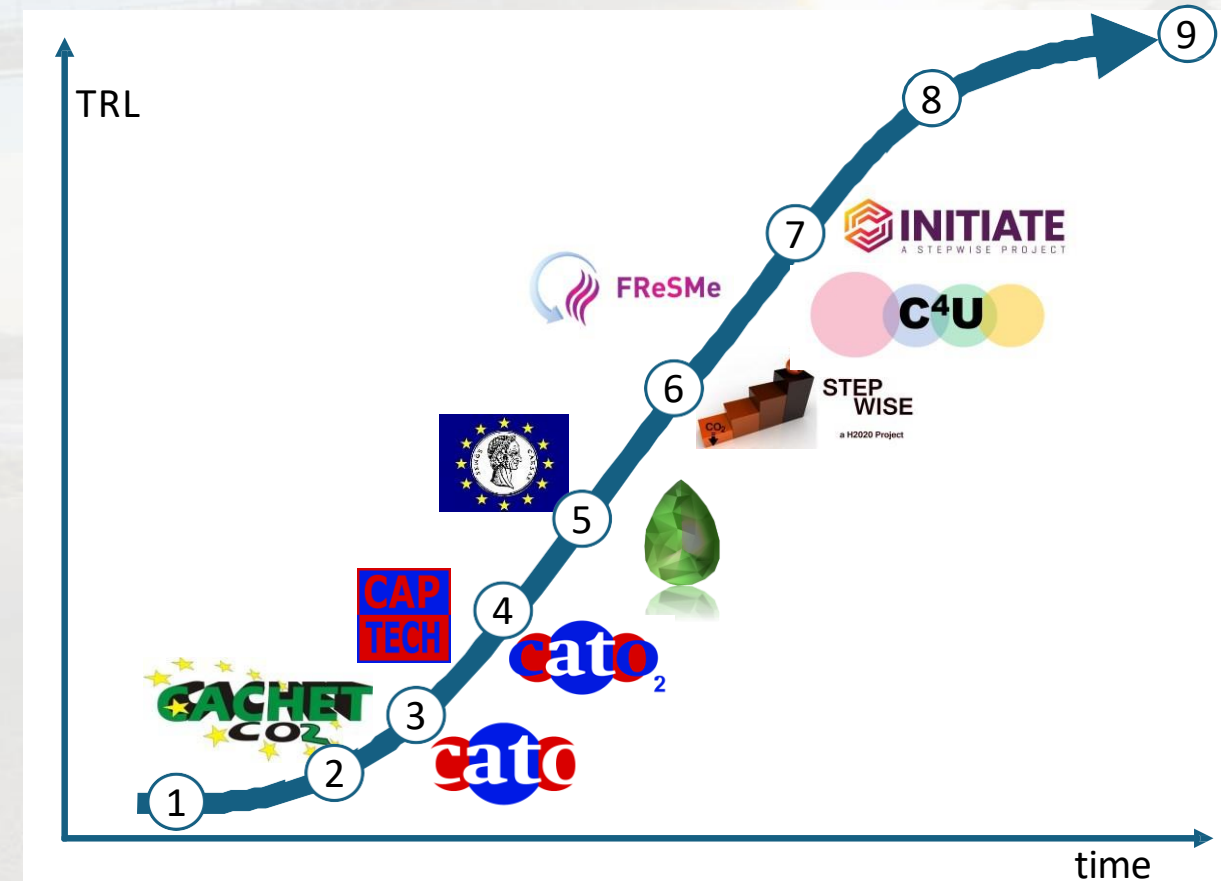 9
8
TRL
7
INITIATE
A STEPWISE PROJECT
FReSMe
C⁴U
6
STEP
WISE
CO₂
a H2020 Project
5
CAESAR
CAP
TECH
4
cato₂
CACHET
CO2
3
cato
2
1
time